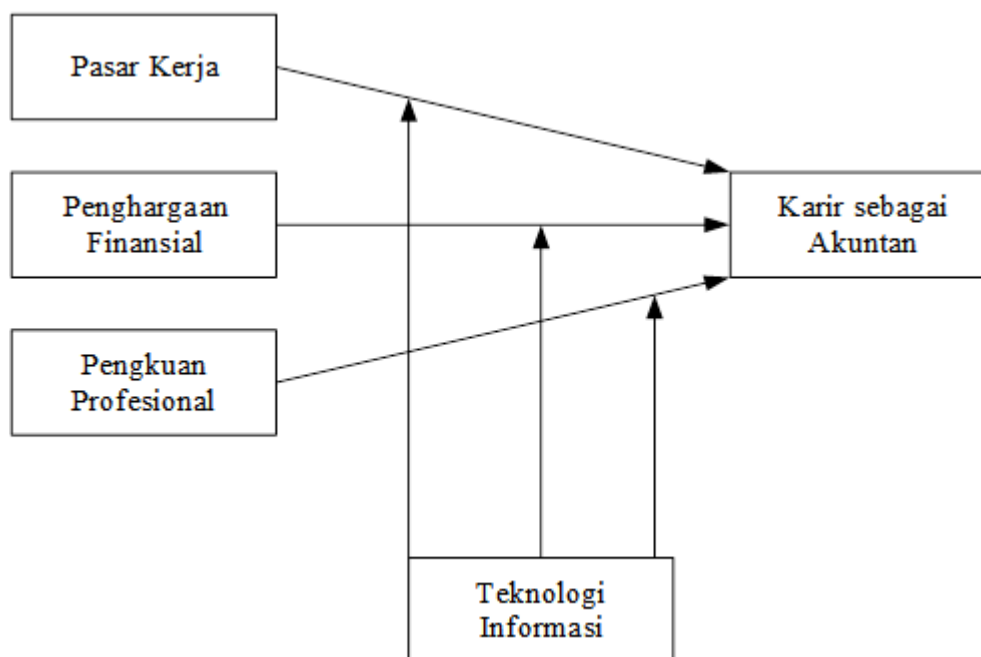 Pasar Kerja
Penghargaan
Finansial
Karir sebagai
Akuntan
Pengkuan
Profesional
Teknologi
Informasi